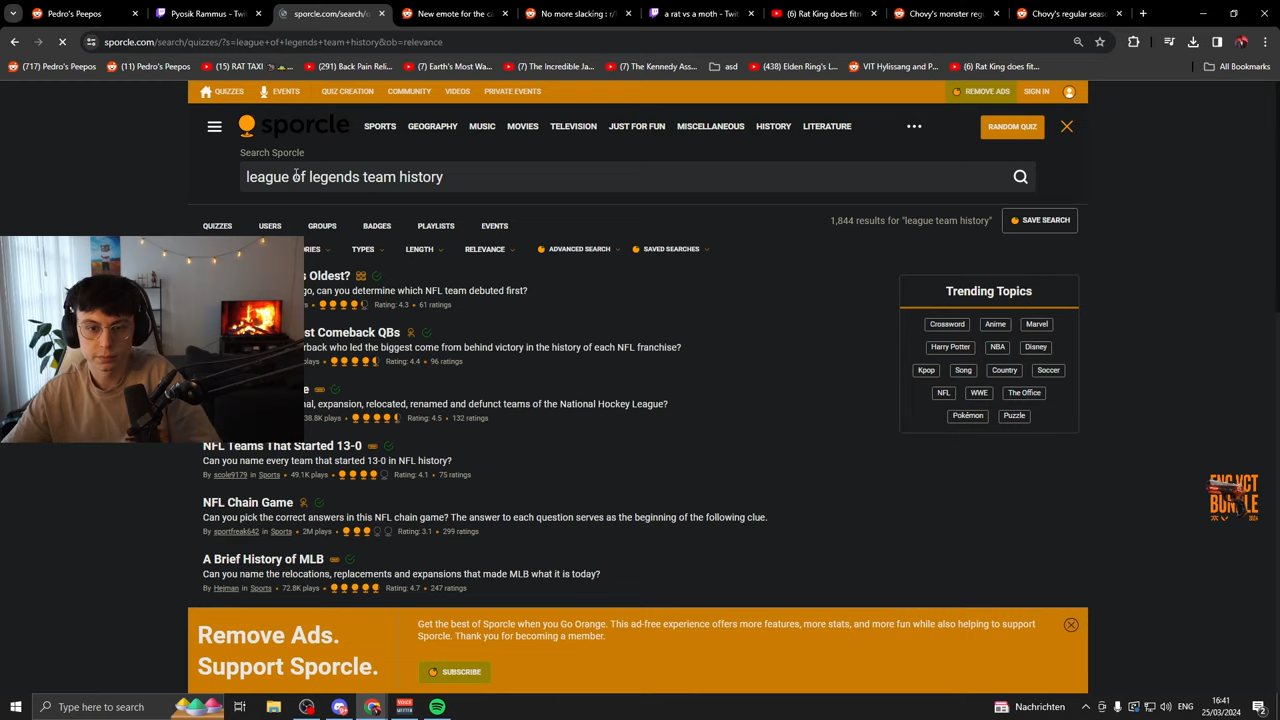 (717) Pedro's Peepos
Pyosik Rammus - Twit
sporcle.com/search/q
New emote for the ca
No more slacking : r/
a rat vs a moth - Twit
(6) Rat King does fitn
Chovy's monster reg
Chovy's regular seas
sporcle.com/search/quizzes/?s=league+of+legends+team+history&ob=relevance
(717) Pedro's Peepos
(11) Pedro's Peepos
(15) RAT TAXI
(291) Back Pain Reli...
(7) Earth's Most Wa...
(7) The Incredible Ja...
(7) The Kennedy Ass...
asd
(438) Elden Ring's L...
VIT Hylissang and P...
(6) Rat King does fit...
All Bookmarks
QUIZZES EVENTS QUIZ CREATION COMMUNITY VIDEOS PRIVATE EVENTS REMOVE ADS SIGN IN
sporcle SPORTS GEOGRAPHY MUSIC MOVIES TELEVISION JUST FOR FUN MISCELLANEOUS HISTORY LITERATURE ••• RANDOM QUIZ
Search Sporcle
league of legends team history
QUIZZES USERS GROUPS BADGES PLAYLISTS EVENTS
1,844 results for "league team history" SAVE SEARCH
RIES TYPES LENGTH RELEVANCE ADVANCED SEARCH SAVED SEARCHES
s Oldest?
go, can you determine which NFL team debuted first?
Rating: 4.3 • 61 ratings
st Comeback QBs
rback who led the biggest come from behind victory in the history of each NFL franchise?
plays • Rating: 4.4 • 96 ratings
e
nal, expansion, relocated, renamed and defunct teams of the National Hockey League?
38.8K plays • Rating: 4.5 • 132 ratings
NFL Teams That Started 13-0
Can you name every team that started 13-0 in NFL history?
By scole9179 in Sports • 49.1K plays • Rating: 4.1 • 75 ratings
NFL Chain Game
Can you pick the correct answers in this NFL chain game? The answer to each question serves as the beginning of the following clue.
By sportfreak642 in Sports • 2M plays • Rating: 3.1 • 299 ratings
A Brief History of MLB
Can you name the relocations, replacements and expansions that made MLB what it is today?
By Hejman in Sports • 72.8K plays • Rating: 4.7 • 247 ratings
Trending Topics
Crossword Anime Marvel
Harry Potter NBA Disney
Kpop Song Country Soccer
NFL WWE The Office
Pokémon Puzzle
VCT
BUNDLE
2024
Remove Ads.
Support Sporcle.
Get the best of Sporcle when you Go Orange. This ad-free experience offers more features, more stats, and more fun while also helping to support
Sporcle. Thank you for becoming a member.
SUBSCRIBE
Type here to search
Nachrichten
ENG
16:41
25/03/2024